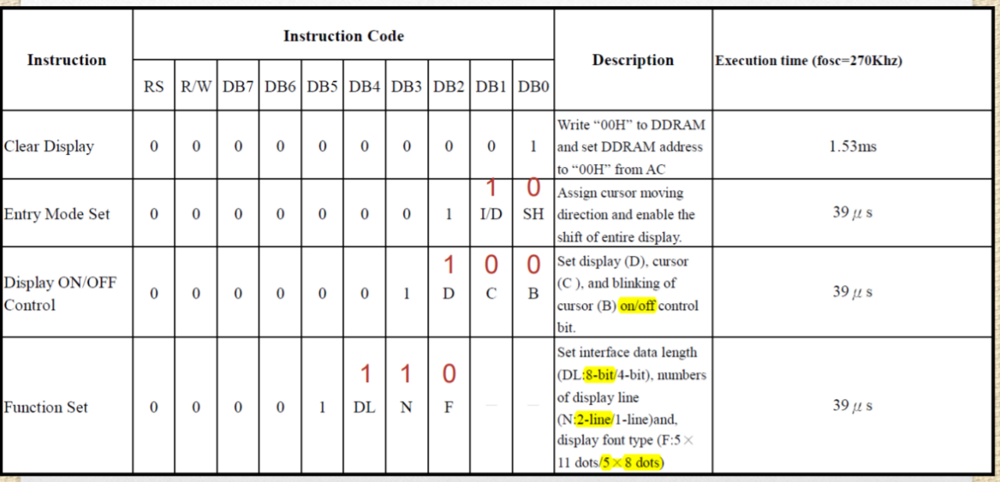 Instruction Code
Instruction
Description
Execution time (fosc=270Khz)
RS R/W DB7 DB6 DB5 DB4 DB3 DB2 DB1 DB0
Write “00H” to DDRAM
Clear Display 0 0 0 0 0 0 0 0 0 1 and set DDRAM address 1.53ms
to “00H” from AC
1 0
Assign cursor moving
Entry Mode Set 0 0 0 0 0 0 0 1 I/D SH direction and enable the 39 μ s
shift of entire display.
1 0 0
Set display (D), cursor
Display ON/OFF
Control
0 0 0 0 0 0 1 D C B
(C ), and blinking of
cursor (B) on/off control
bit.
39 μ s
Set interface data length
1 1 0
(DL:8-bit/4-bit), numbers
of display line
Function Set 0 0 0 0 1 DL N F — — 39 μ s
(N:2-line/1-line)and,
display font type (F:5 ×
11 dots/5 × 8 dots)